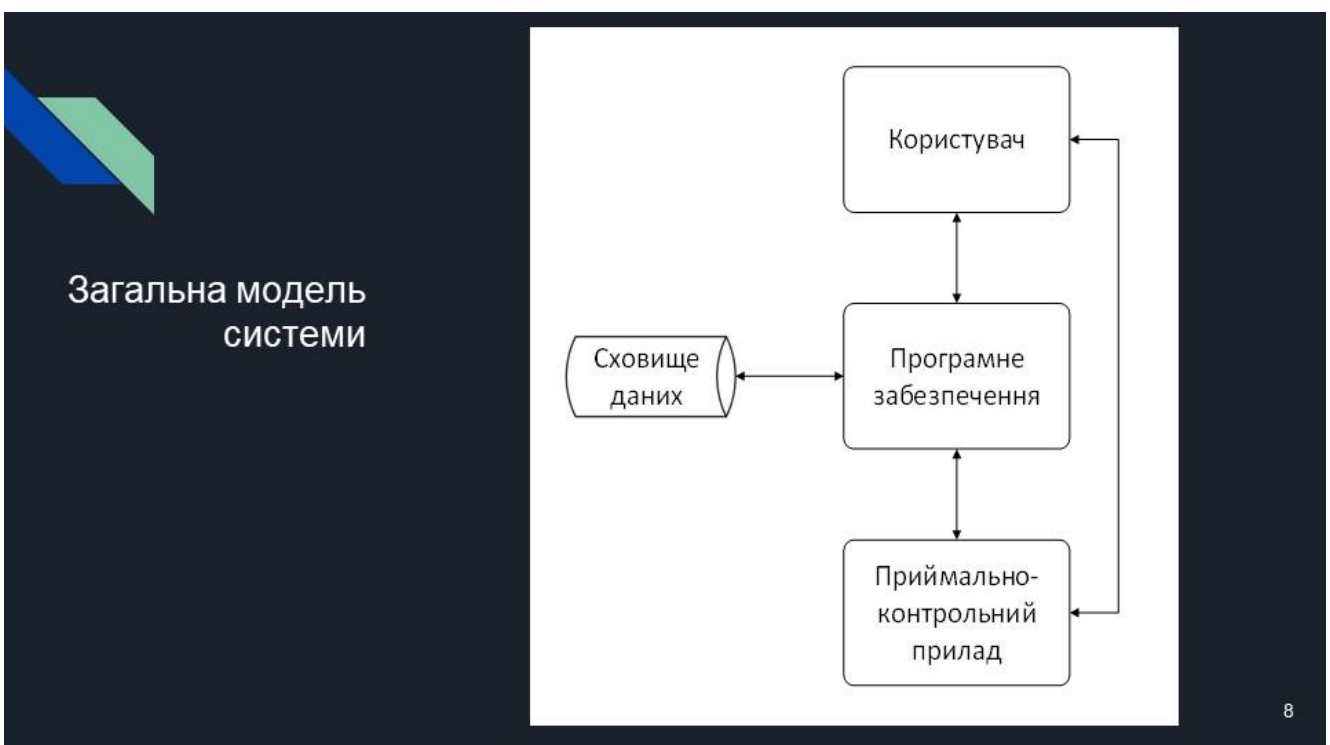 Загальна модель
системи
Користувач
Сховище
даних
Програмне
забезпечення
Приймально-
контрольний
прилад
8